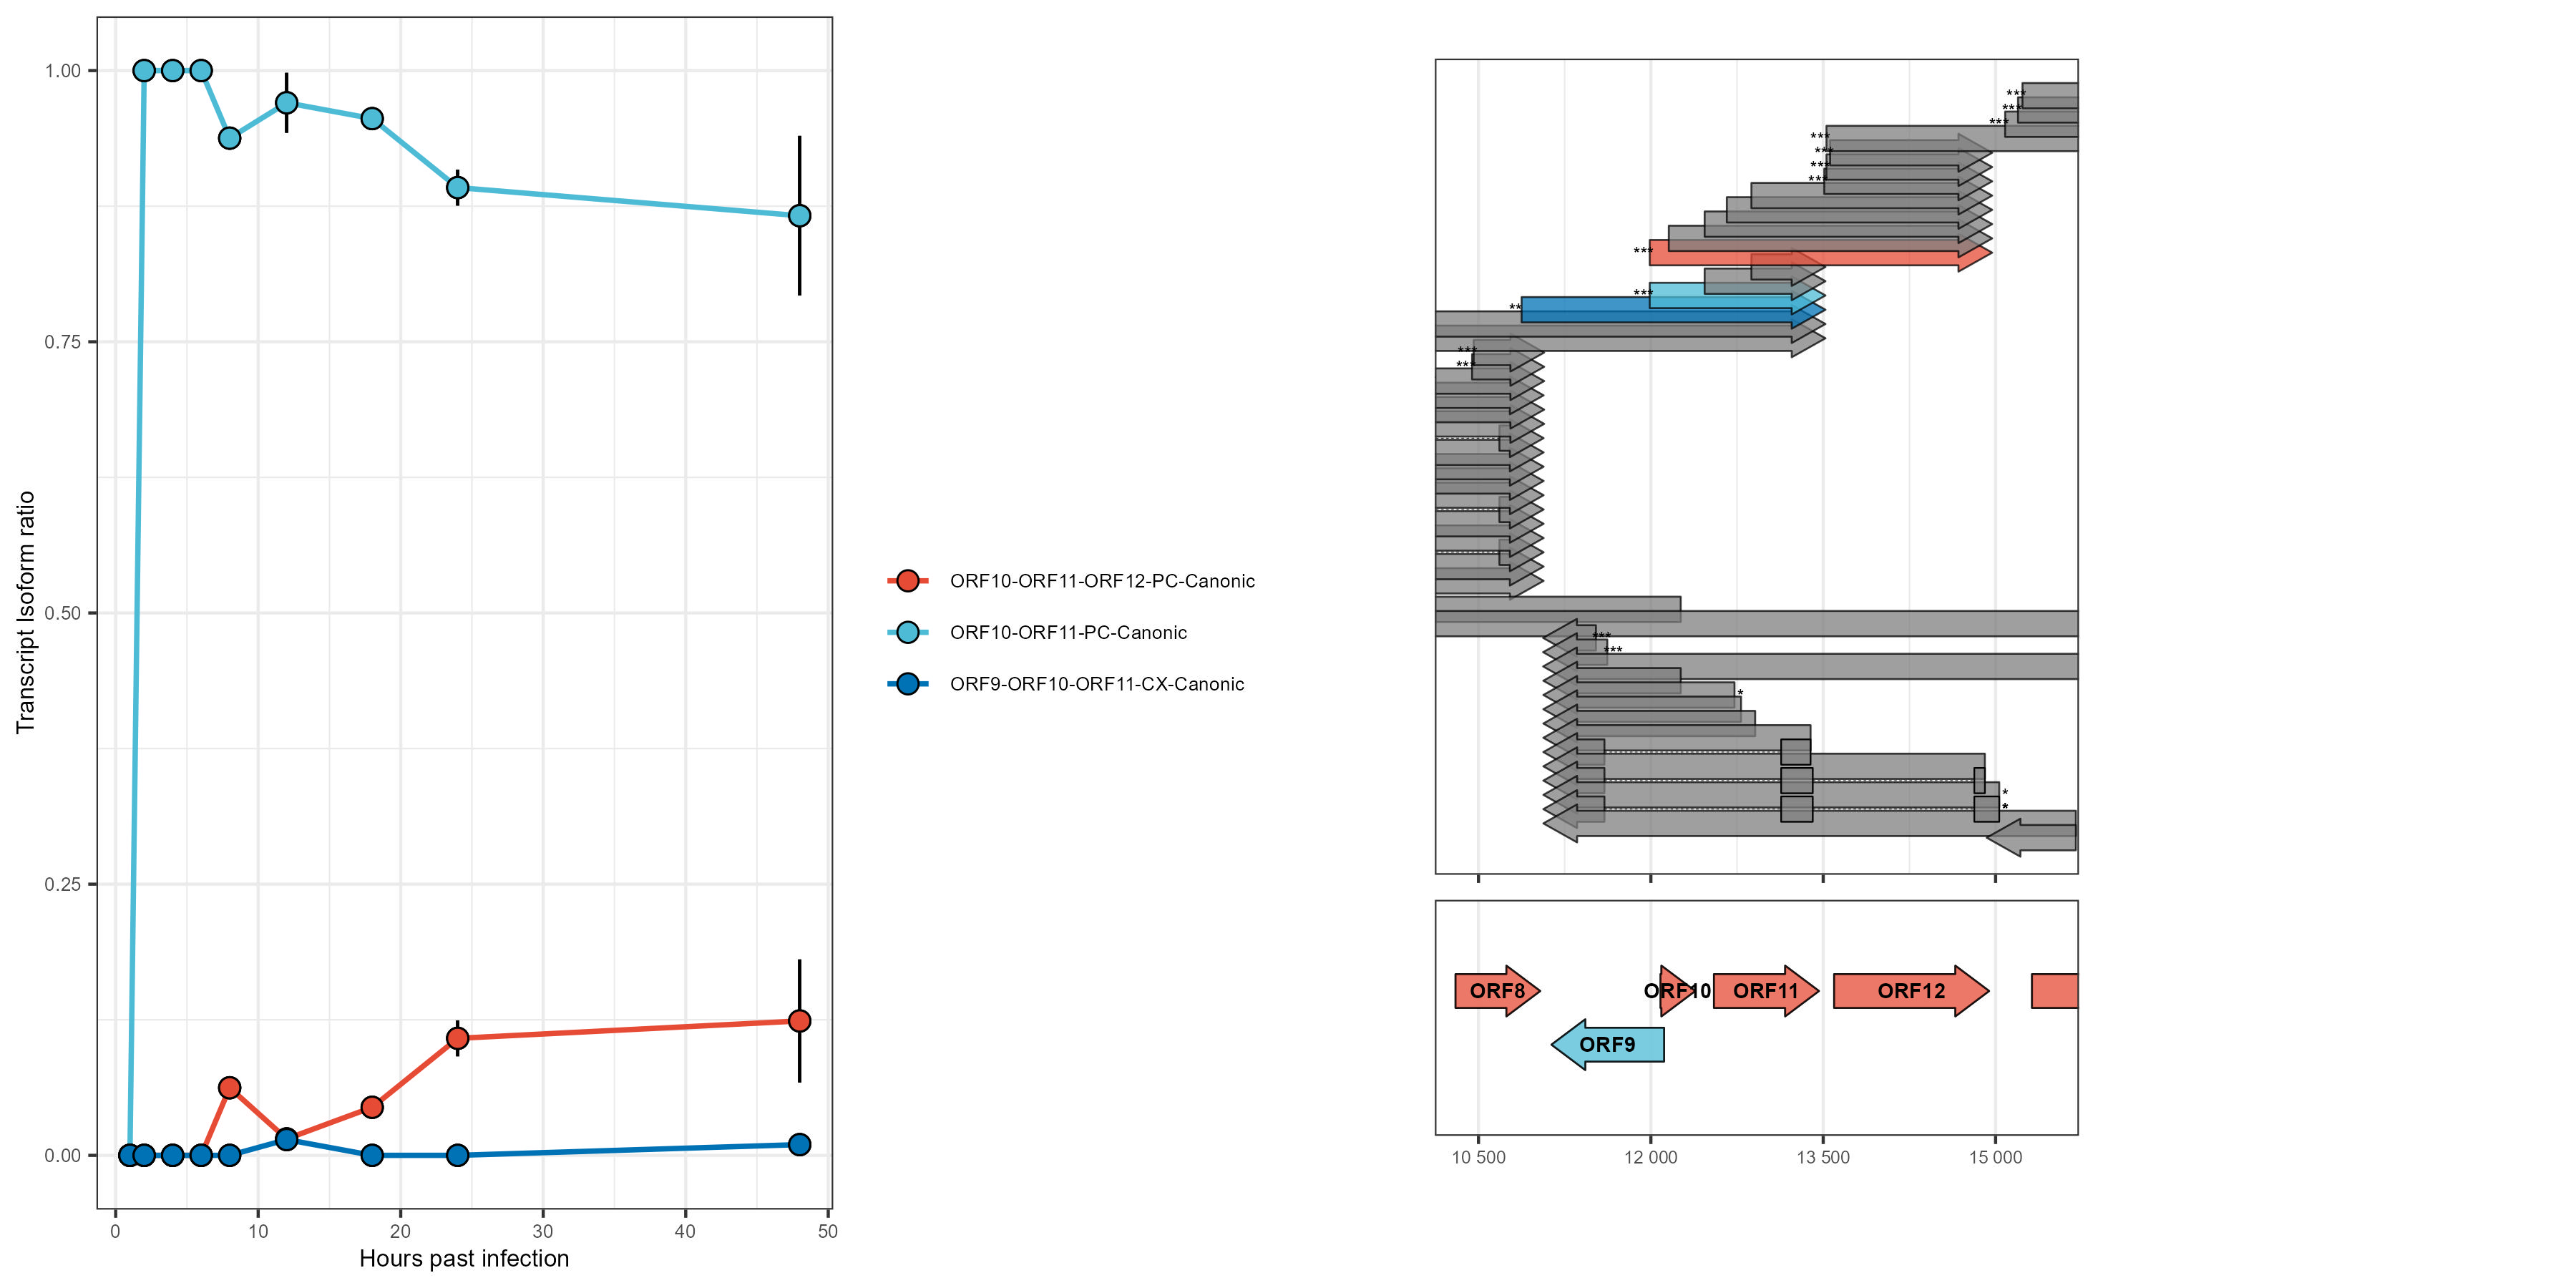 1.00
0.75
0.50
0.25
0.00
Transcript Isoform ratio
0 10 20 30 40 50
Hours past infection
ORF10-ORF11-ORF12-PC-Canonic
ORF10-ORF11-PC-Canonic
ORF9-ORF10-ORF11-CX-Canonic
***
***
***
***
***
***
***
***
***
**
***
***
***
***
*
*
*
ORF8 ORF10 ORF11 ORF12
ORF9
10 500 12 000 13 500 15 000